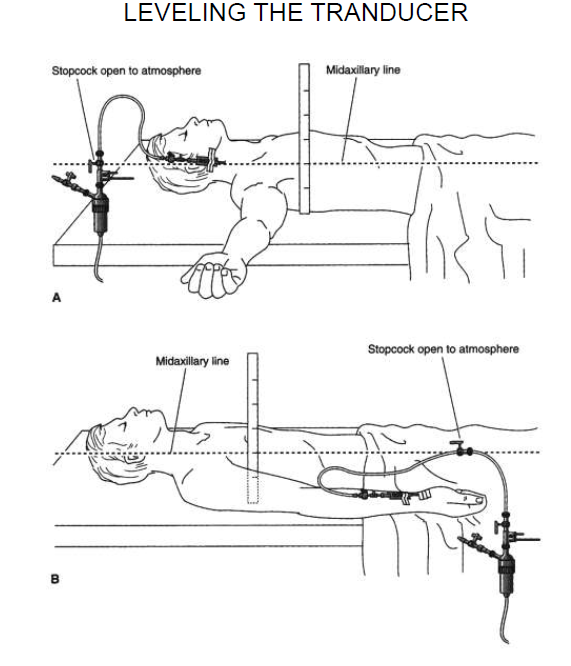 LEVELING THE TRANDUCER
Stopcock open to atmosphere
Midaxillary line
A
Stopcock open to atmosphere
Midaxillary line
B